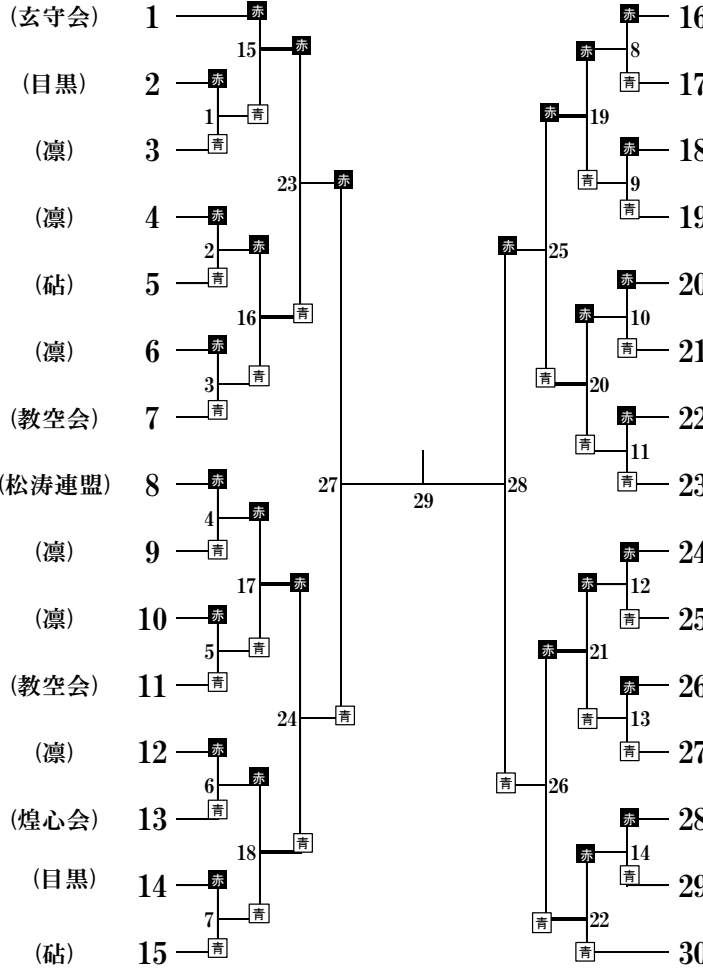 (玄守会) 1 赤
15 赤
(目黒) 2 赤
1 青
(凛) 3 青
23 赤
(凛) 4 赤
2 赤
(砧) 5 青
16 青
(凛) 6 赤
3 青
(教空会) 7 青
(松涛連盟) 8 赤
4 赤
(凛) 9 青
17 赤
(凛) 10 赤
5 青
(教空会) 11 青
24 青
(凛) 12 赤
6 赤
(煌心会) 13 青
18 青
(目黒) 14 赤
7 青
(砧) 15 青
27 29 28
赤 16
赤 8
青 17
赤 19
赤 18
青 9
青 19
赤 25
赤 20
赤 10
青 21
青 20
赤 22
青 11
青 23
赤 24
赤 12
青 25
赤 21
赤 26
青 13
青 27
青 26
赤 28
赤 14
青 29
青 22
青 30